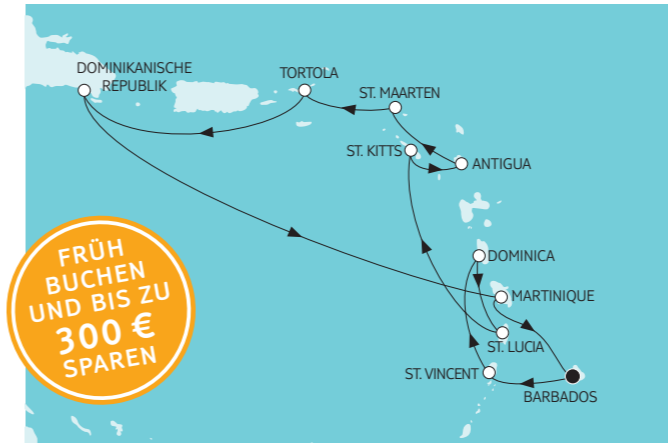 DOMINIKANISCHE
REPUBLIK
TORTOLA
ST. MAARTEN
ST. KITTS
ANTIGUA
DOMINICA
MARTINIQUE
ST. LUCIA
ST. VINCENT
BARBADOS
FRÜH
BUCHEN
UND BIS ZU
300 €
SPAREN